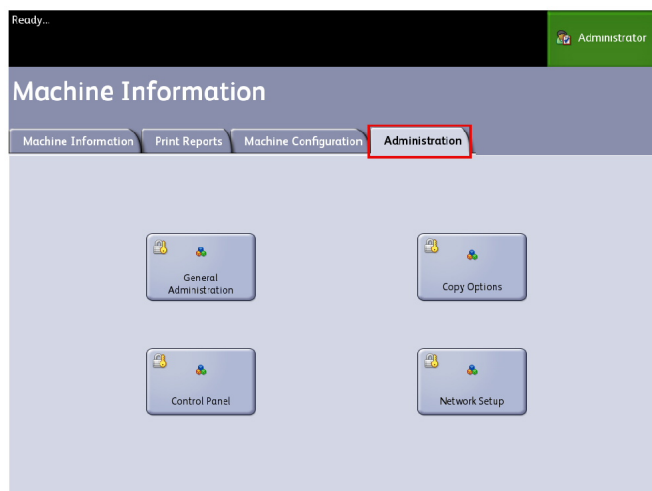 Ready...
Administrator
Machine Information
Machine Information
Print Reports
Machine Configuration
Administration
General
Administration
Copy Options
Control Panel
Network Setup